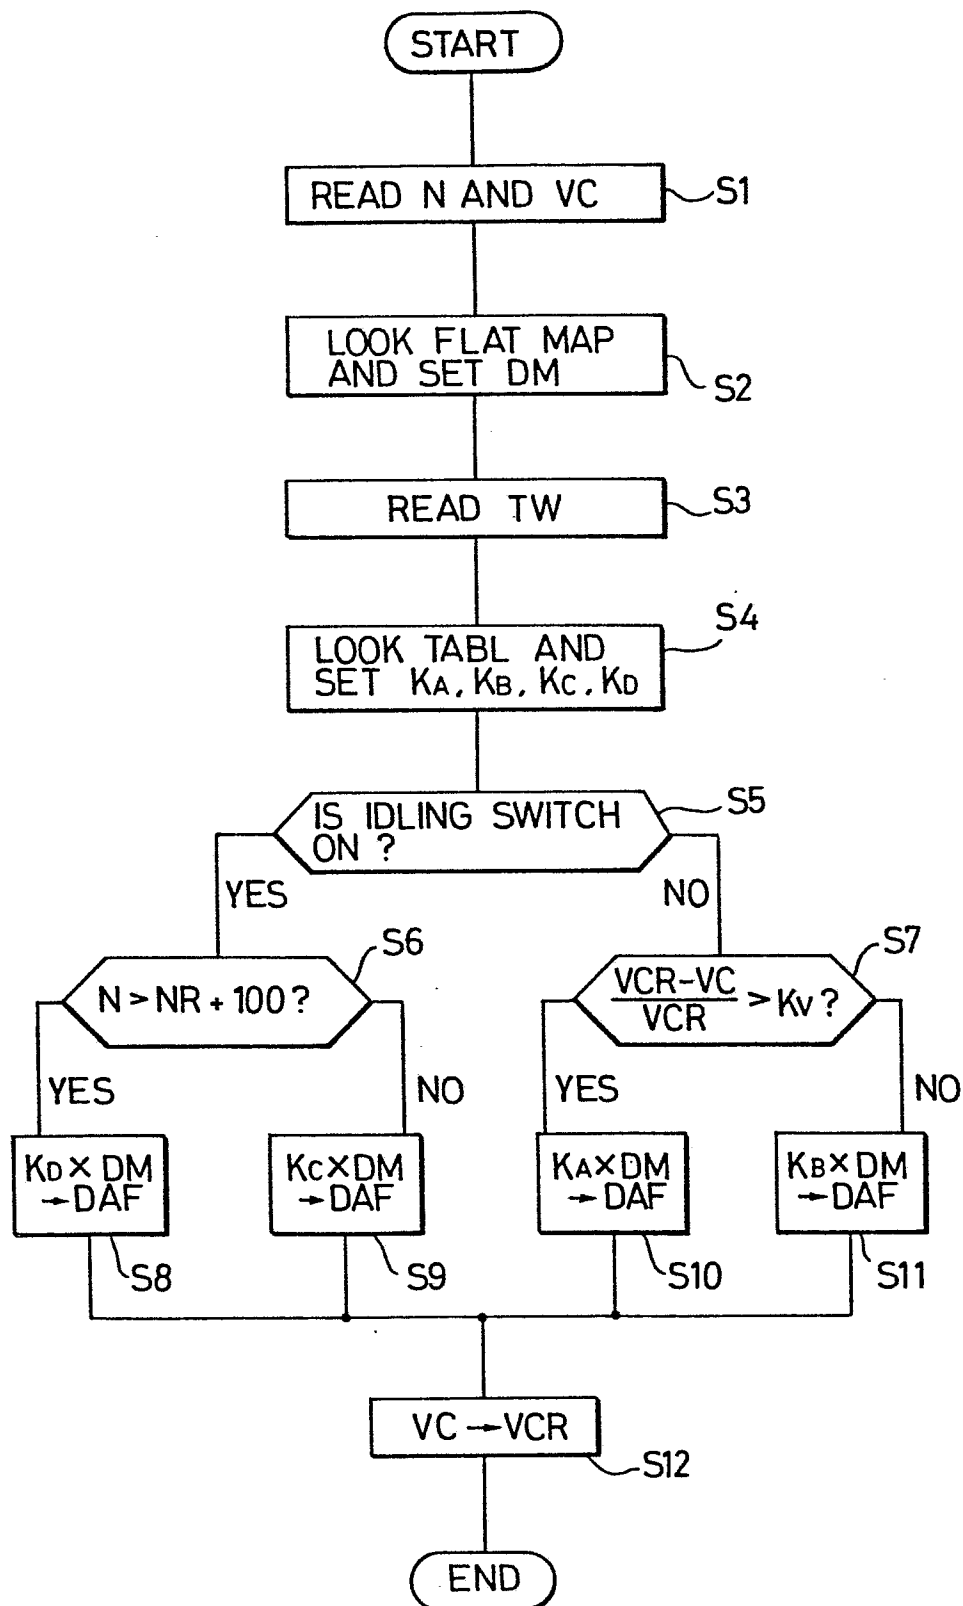 START
READ N AND VC
S1
LOOK FLAT MAP
AND SET DM
S2
READ TW
S3
S4
LOOK TABL AND
SET KA, KB, KC, KD
S5
IS IDLING SWITCH
ON ?
YES
NO
S6
S7
N > NR + 100 ?
VCR-VC
VCR
> KV ?
YES
NO
YES
NO
KD × DM
→ DAF
KC × DM
→ DAF
KA × DM
→ DAF
KB × DM
→ DAF
S8
S9
S10
S11
VC → VCR
S12
END